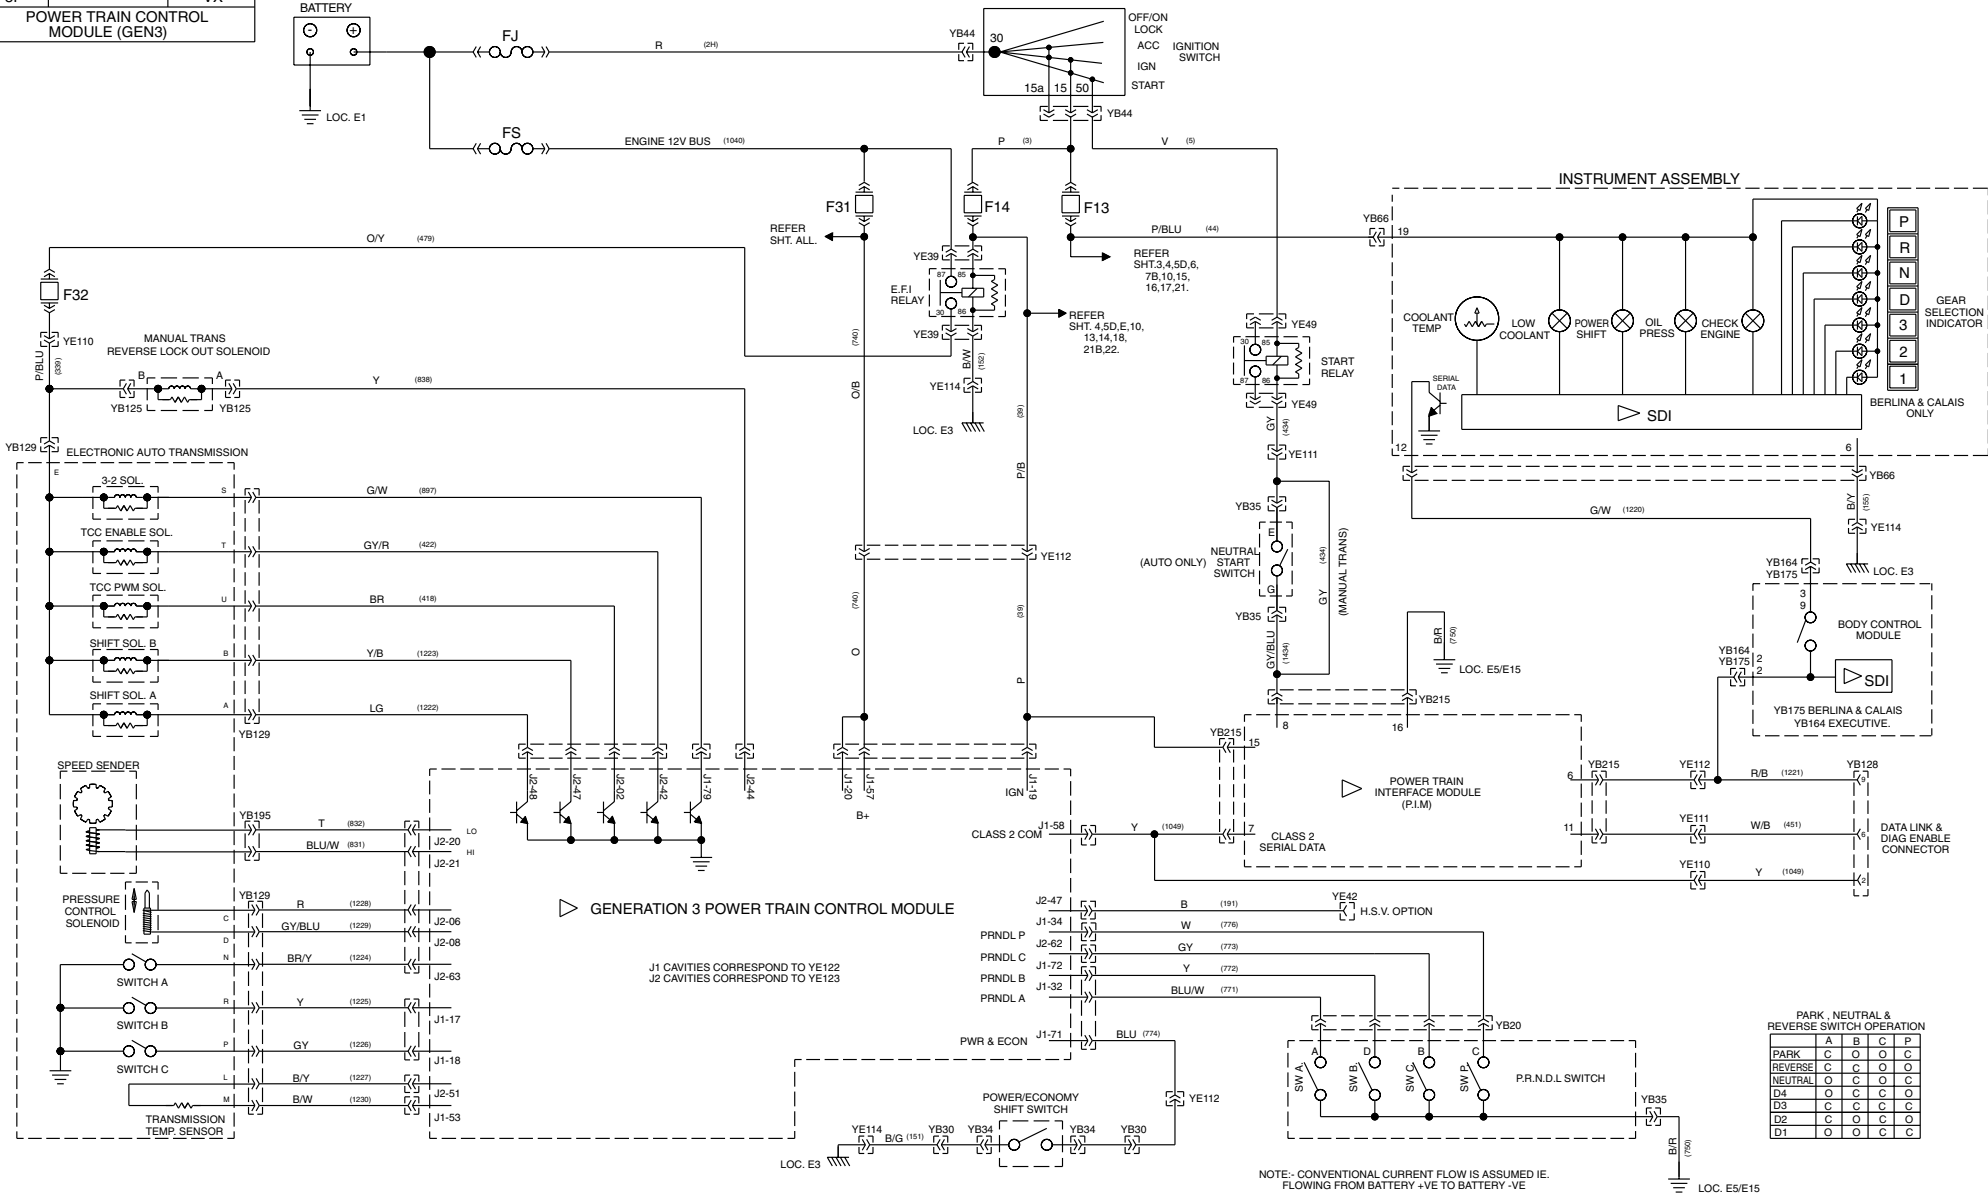 POWER TRAIN CONTROL
MODULE (GEN3)
BATTERY
- +
LOC. E1
FJ
R (2H)
YB44
30
OFF/ON
LOCK
ACC
IGN
START
IGNITION
SWITCH
15a 15 50
YB44
FS
ENGINE 12V BUS (1040)
P (3)
V (5)
F31
F14
F13
REFER
SHT. ALL.
P/BLU (44)
REFER
SHT.3,4,5D,6,
7B,10,15,
16,17,21.
YE39
87 85
E.F.I
RELAY
30 86
YE39
REFER
SHT. 4,5D,E,10,
13,14,18,
21B,22.
B/W (152)
YE114
LOC. E3
O/Y (479)
F32
YE110
P/BLU (339)
MANUAL TRANS
REVERSE LOCK OUT SOLENOID
B A
YB125 YB125
Y (838)
(740)
O/B
(39)
P/B
YE112
(740)
O
(39)
P
YE49
30 85
87 86
START
RELAY
YE49
GY (434)
YE111
YB35
E
(AUTO ONLY)
NEUTRAL
START
SWITCH
G
YB35
GY/BLU (1434)
(434)
GY
(MANUAL TRANS)
B/R (750)
LOC. E5/E15
YB215
8 16
INSTRUMENT ASSEMBLY
YB66
19
COOLANT
TEMP
LOW
COOLANT
POWER
SHIFT
OIL
PRESS
CHECK
ENGINE
P
R
N
D
3
2
1
GEAR
SELECTION
INDICATOR
BERLINA & CALAIS
ONLY
SERIAL
DATA
SDI
12
6
YB66
B/Y (155)
YE114
LOC. E3
G/W (1220)
YB164
YB175
3
9
BODY CONTROL
MODULE
YB164
YB175
2
2
SDI
YB175 BERLINA & CALAIS
YB164 EXECUTIVE.
YB129
ELECTRONIC AUTO TRANSMISSION
E
3-2 SOL.
S
G/W (897)
TCC ENABLE SOL.
T
GY/R (422)
TCC PWM SOL.
U
BR (418)
SHIFT SOL. B
B
Y/B (1223)
SHIFT SOL. A
A
LG (1222)
YB129
J2-48
J2-47
J2-02
J2-42
J1-79
J2-44
J1-20
J1-57
B+
IGN
J1-19
SPEED SENDER
YB195
T (832)
LO
J2-20
BLU/W (831)
HI
J2-21
PRESSURE
CONTROL
SOLENOID
YB129
R (1228)
C
J2-06
GY/BLU (1229)
D
J2-08
N
BR/Y (1224)
SWITCH A
J2-63
R
Y (1225)
SWITCH B
J1-17
P
GY (1226)
SWITCH C
J1-18
L
B/Y (1227)
J2-51
M
B/W (1230)
J1-53
TRANSMISSION
TEMP. SENSOR
GENERATION 3 POWER TRAIN CONTROL MODULE
J1 CAVITIES CORRESPOND TO YE122
J2 CAVITIES CORRESPOND TO YE123
CLASS 2 COM
J1-58
Y (1049)
YB215
15
7
CLASS 2
SERIAL DATA
POWER TRAIN
INTERFACE MODULE
(P.I.M)
6
11
YB215
YE112
R/B (1221)
YB128
9
YE111
W/B (451)
6
YE110
Y (1049)
2
DATA LINK &
DIAG ENABLE
CONNECTOR
J2-47
B (191)
YE42
H.S.V. OPTION
J1-34
PRNDL P
W (776)
J2-62
PRNDL C
GY (773)
J1-72
PRNDL B
Y (772)
J1-32
PRNDL A
BLU/W (771)
J1-71
PWR & ECON
BLU (774)
YE112
YB20
A D B C
SW A.
SW B.
SW C.
SW P.
P.R.N.D.L SWITCH
YB35
B/R (750)
LOC. E5/E15
POWER/ECONOMY
SHIFT SWITCH
YE114
B/G (151)
YB30
YB34
YB34
YB30
LOC. E3
NOTE:- CONVENTIONAL CURRENT FLOW IS ASSUMED IE.
FLOWING FROM BATTERY +VE TO BATTERY -VE
PARK , NEUTRAL &
REVERSE SWITCH OPERATION
A B C P
PARK C O O C
REVERSE C C O O
NEUTRAL O C O C
D4 O C C O
D3 C C C C
D2 C O C O
D1 O O C C